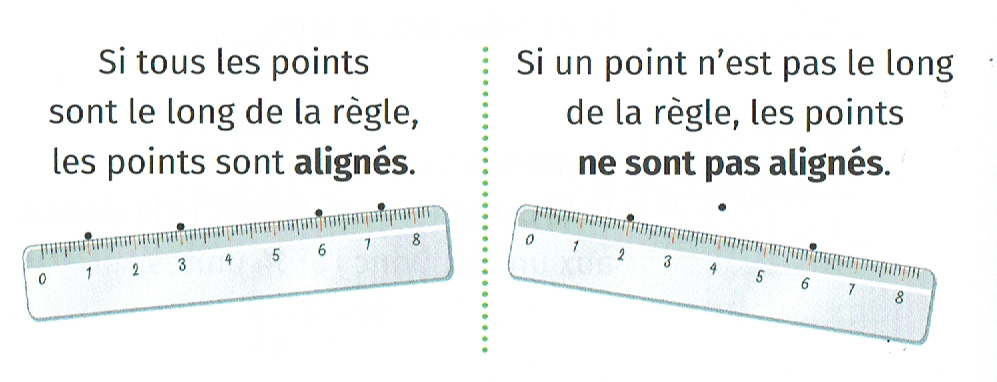 Si tous les points
sont le long de la règle,
les points sont alignés.
0 1 2 3 4 5 6 7 8
Si un point n'est pas le long
de la règle, les points
ne sont pas alignés.
0 1 2 3 4 5 6 7 8